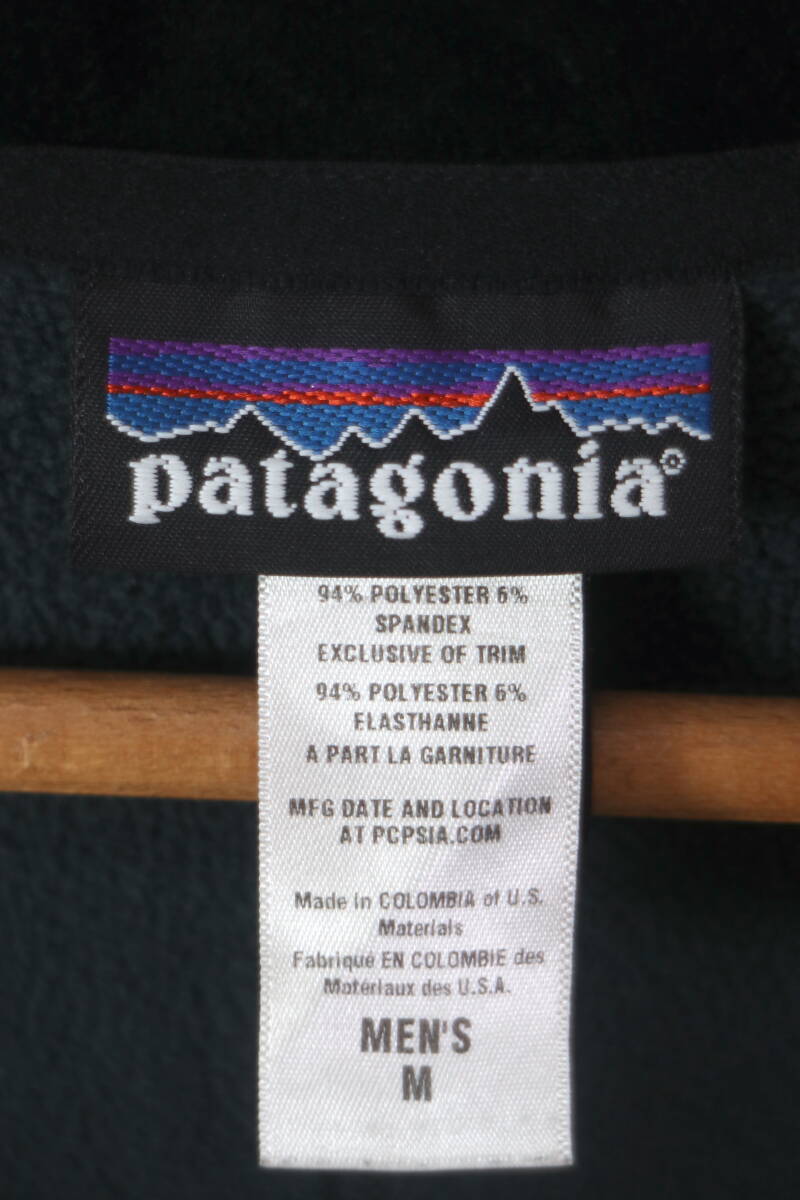 patagonia®
94% POLYESTER 6%
SPANDEX
EXCLUSIVE OF TRIM
94% POLYESTER 6%
ELASTHANNE
A PART LA GARNITURE
MFG DATE AND LOCATION
AT PCPSIA.COM
Made in COLOMBIA of U.S.
Materials
Fabriqué EN COLOMBIE des
Matériaux des U.S.A.
MEN'S
M